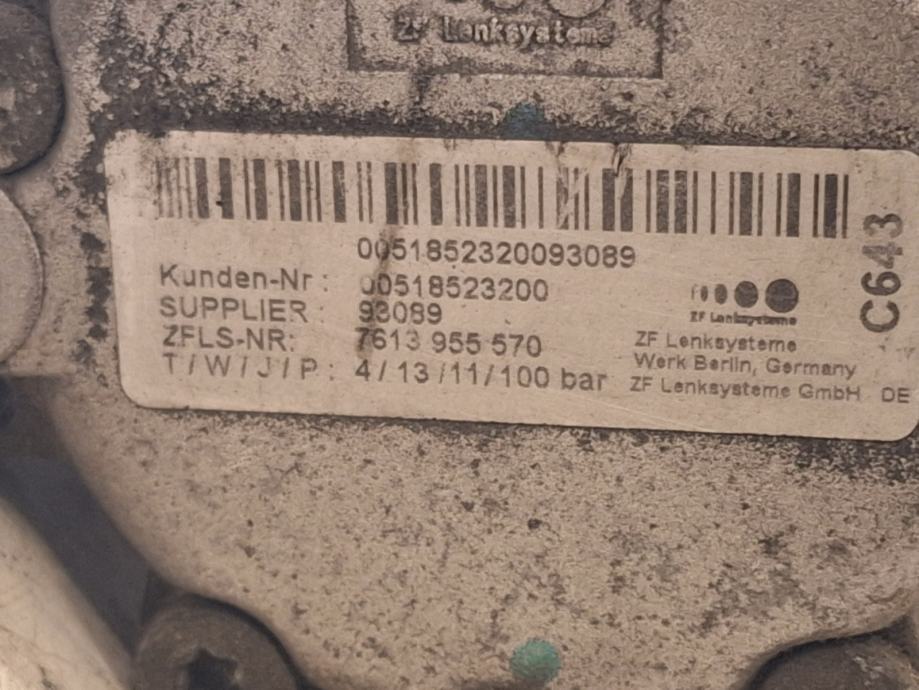 ZF Lenksysteme
0051852320093089
Kunden-Nr : 00518523200
SUPPLIER : 93089
ZFLS-NR: 7613 955 570
T / W / J / P : 4 / 13 /11/ 100 bar
ZF Lenksysteme
ZF Lenksysteme
Werk Berlin, Germany
ZF Lenksysteme GmbH DE
C643